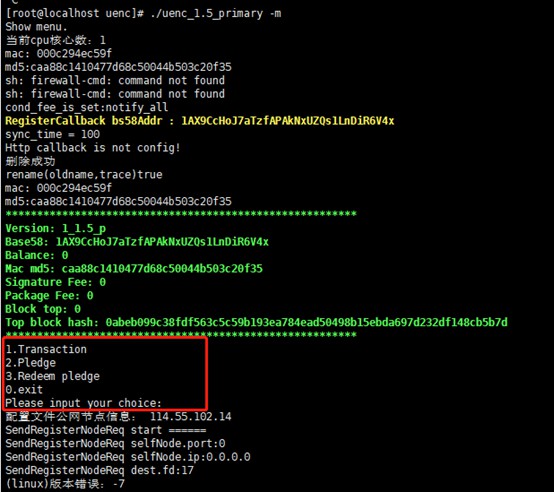 [root@localhost uenc]# ./uenc_1.5_primary -m
Show menu.
当前cpu核心数：1
mac: 000c294ec59f
md5:caa88c1410477d68c50044b503c20f35
sh: firewall-cmd: command not found
sh: firewall-cmd: command not found
cond_fee_is_set:notify_all
RegisterCallback bs58Addr : 1AX9CcHoJ7aTzfAPAkNxUZQs1LnDiR6V4x
sync_time = 100
Http callback is not config!
删除成功
rename(oldname,trace)true
mac: 000c294ec59f
md5:caa88c1410477d68c50044b503c20f35
********************************************************
Version: 1_1.5_p
Base58: 1AX9CcHoJ7aTzfAPAkNxUZQs1LnDiR6V4x
Balance: 0
Mac md5: caa88c1410477d68c50044b503c20f35
Signature Fee: 0
Package Fee: 0
Block top: 0
Top block hash: 0abeb099c38fdf563c5c59b193ea784ead50498b15ebda697d232df148cb5b7d
********************************************************
1.Transaction
2.Pledge
3.Redeem pledge
0.exit
Please input your choice:
配置文件公网节点信息： 114.55.102.14
SendRegisterNodeReq start ======
SendRegisterNodeReq selfNode.port:0
SendRegisterNodeReq selfNode.ip:0.0.0.0
SendRegisterNodeReq dest.fd:17
(linux)版本错误：-7